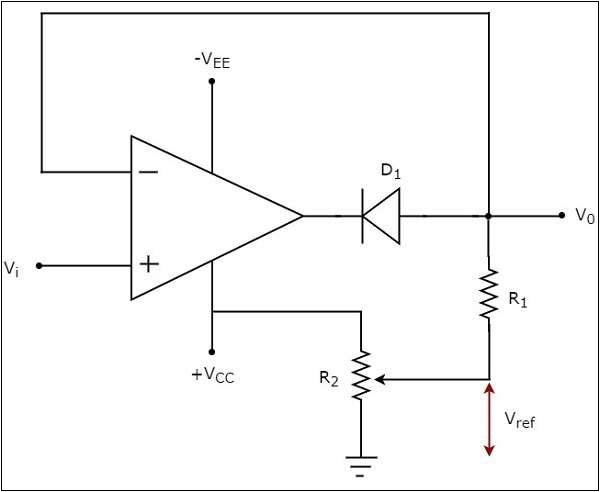 -VEE
D1
V0
Vi
R1
+VCC
R2
Vref